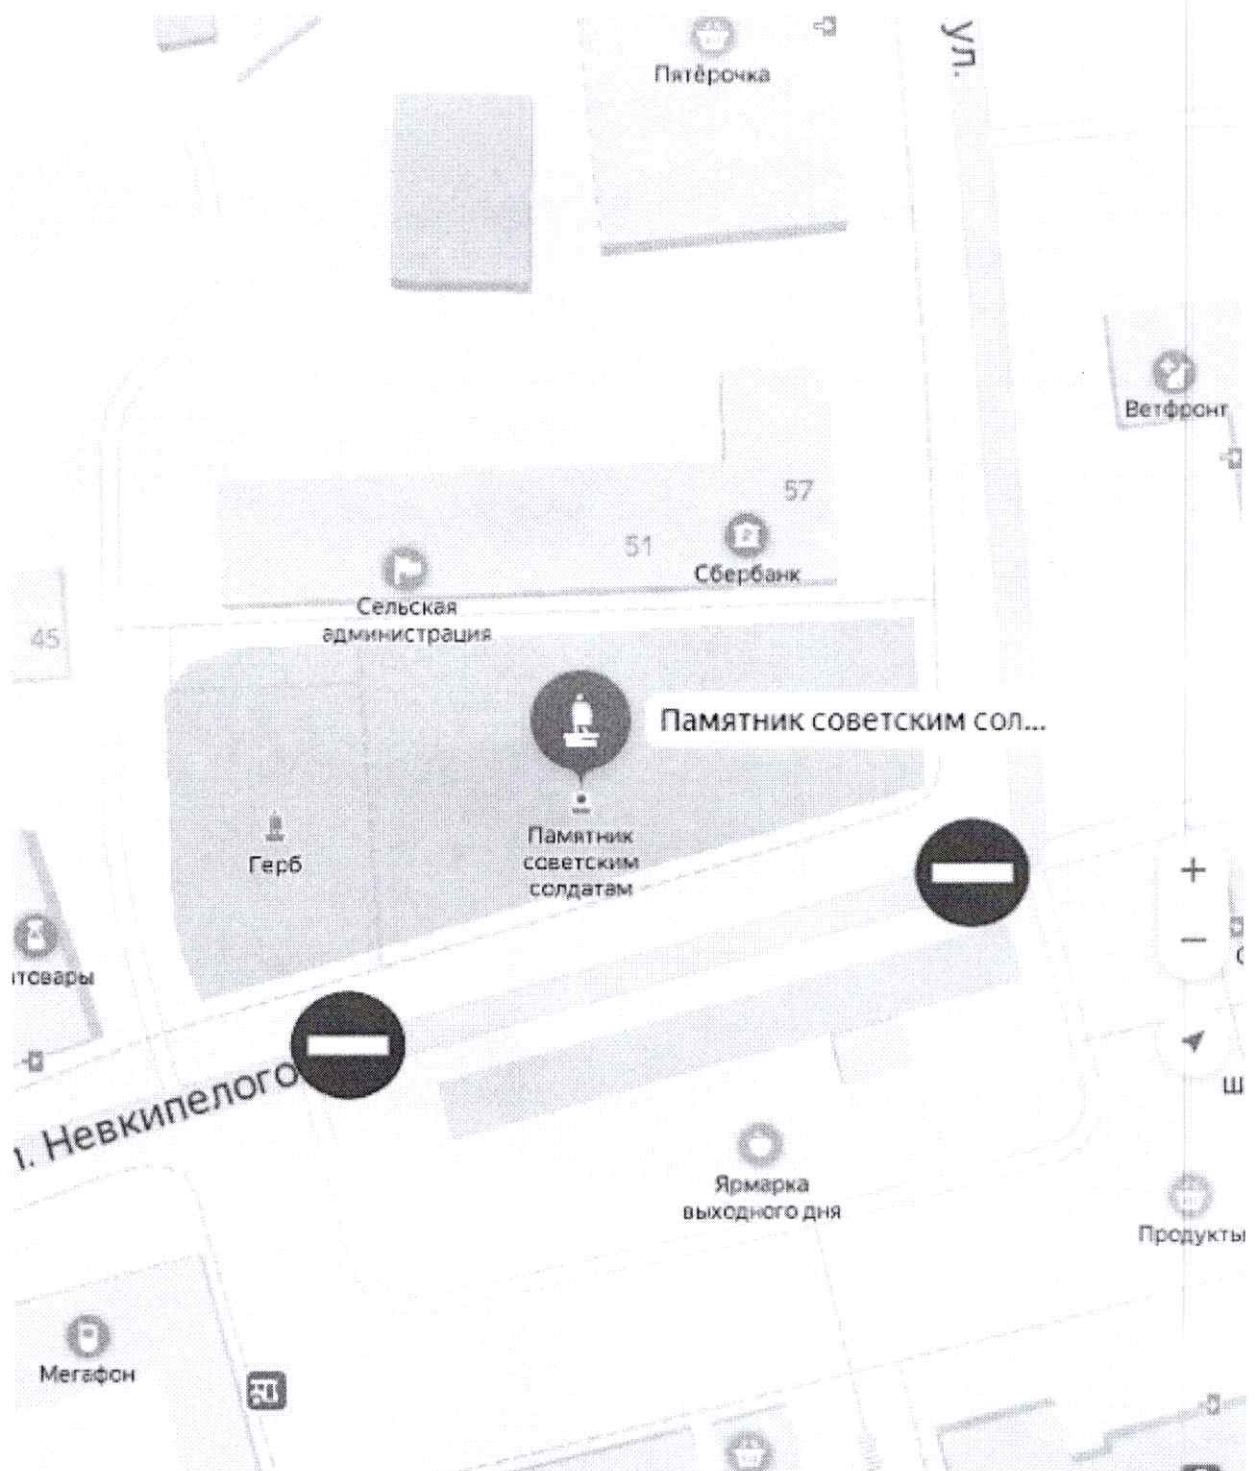 ул.
Пятёрочка
Ветфронт
57
51
Сбербанк
Сельская
администрация
45
Памятник советским сол...
Памятник
советским
солдатам
Герб
+
−
товары
л. Невкипелого
Ш
Ярмарка
выходного дня
Продукты
Мегафон